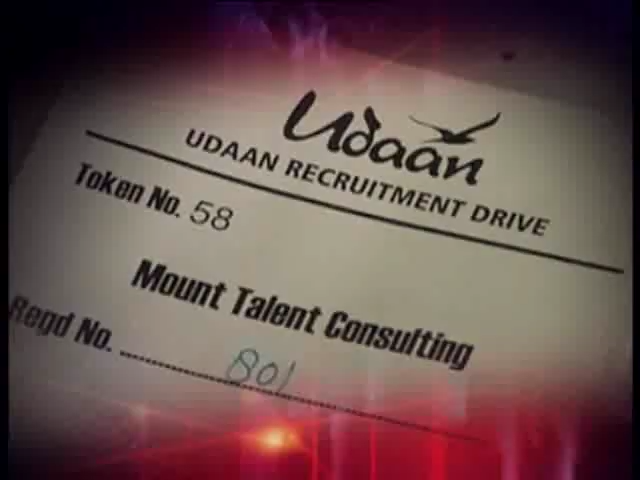 Udaan
UDAAN RECRUITMENT DRIVE
Token No. 58
Mount Talent Consulting
Regd No. 801